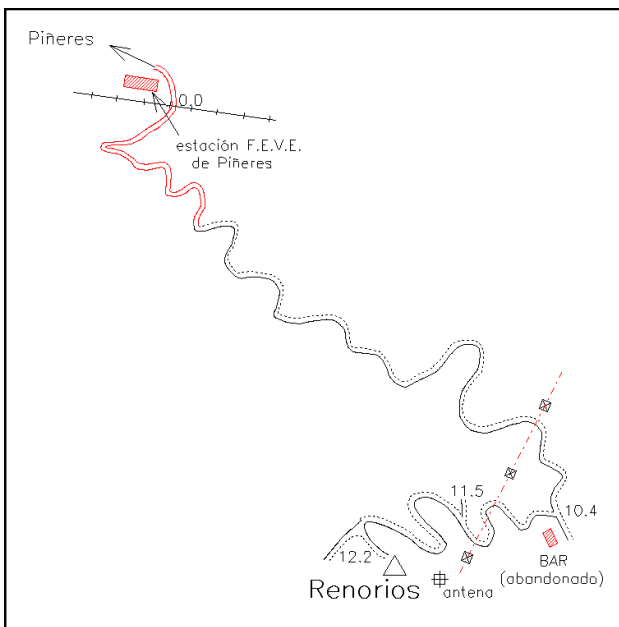 Piñeres
0,0
estación F.E.V.E.
de Piñeres
11.5
10.4
12.2
BAR
(abandonado)
Renorios
antena